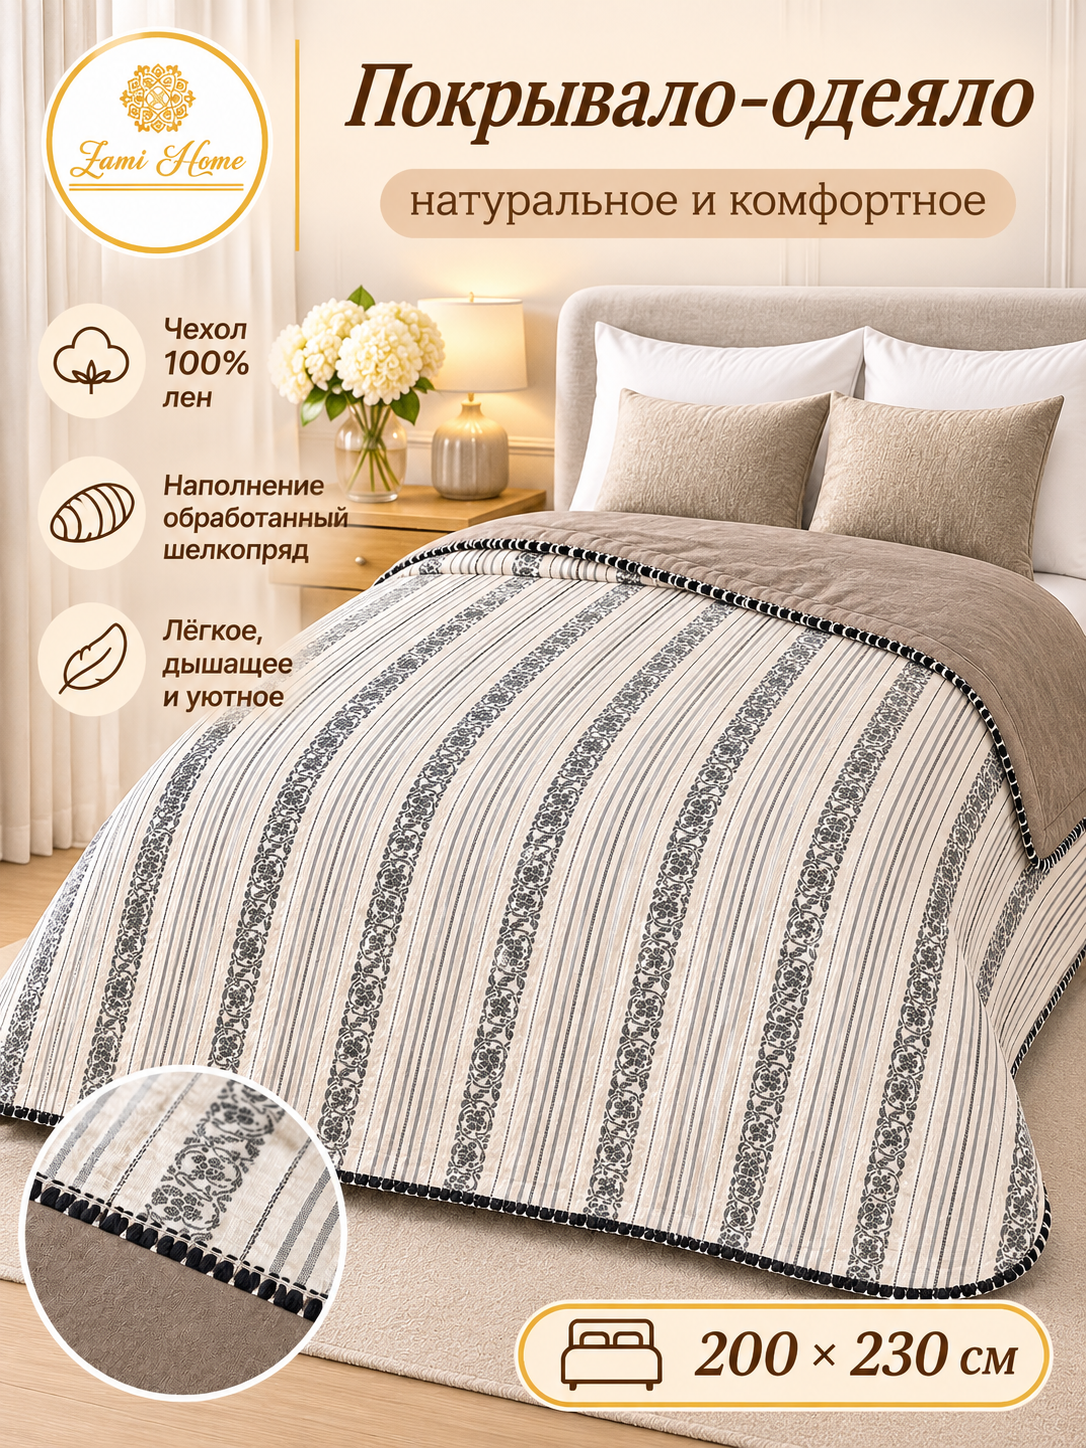 Zami Home
Покрывало-одеяло
натуральное и комфортное
Чехол
100%
лен
Наполнение
обработанный
шелкопряд
Лёгкое,
дышащее
и уютное
200 × 230 см